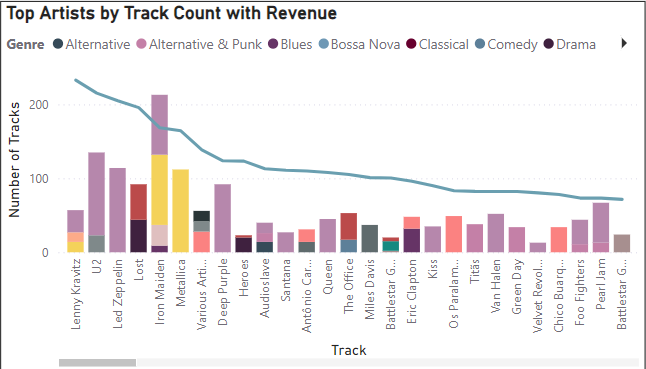 Top Artists by Track Count with Revenue
Genre Alternative Alternative & Punk Blues Bossa Nova Classical Comedy Drama
Number of Tracks
200
100
0
Lenny Kravitz
U2
Led Zeppelin
Lost
Iron Maiden
Metallica
Various Arti...
Deep Purple
Heroes
Audioslave
Santana
Antônio Car...
Queen
The Office
Miles Davis
Battlestar G...
Eric Clapton
Kiss
Os Paralam...
Titãs
Van Halen
Green Day
Velvet Revol...
Chico Buarq...
Foo Fighters
Pearl Jam
Battlestar G...
Track